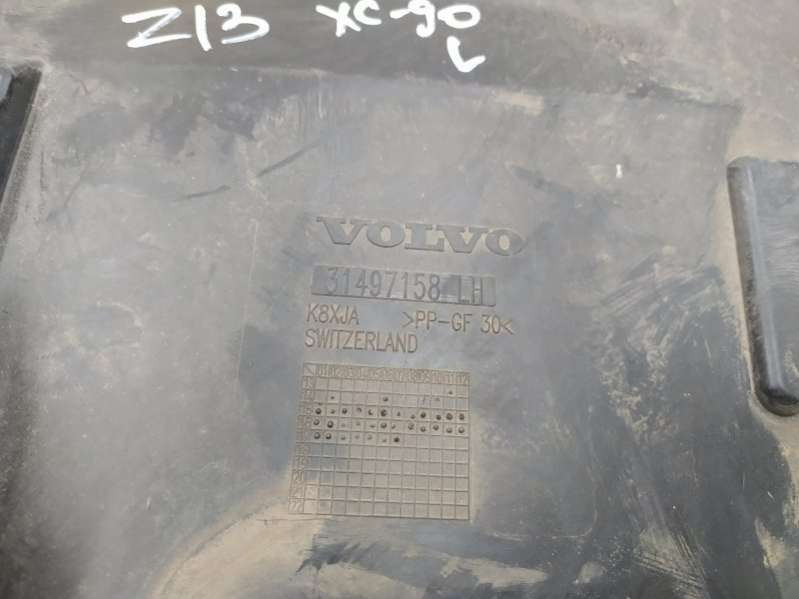 Z13 XC-90
L
VOLVO
31497158 LH
K8XJA >PP-GF 30<
SWITZERLAND